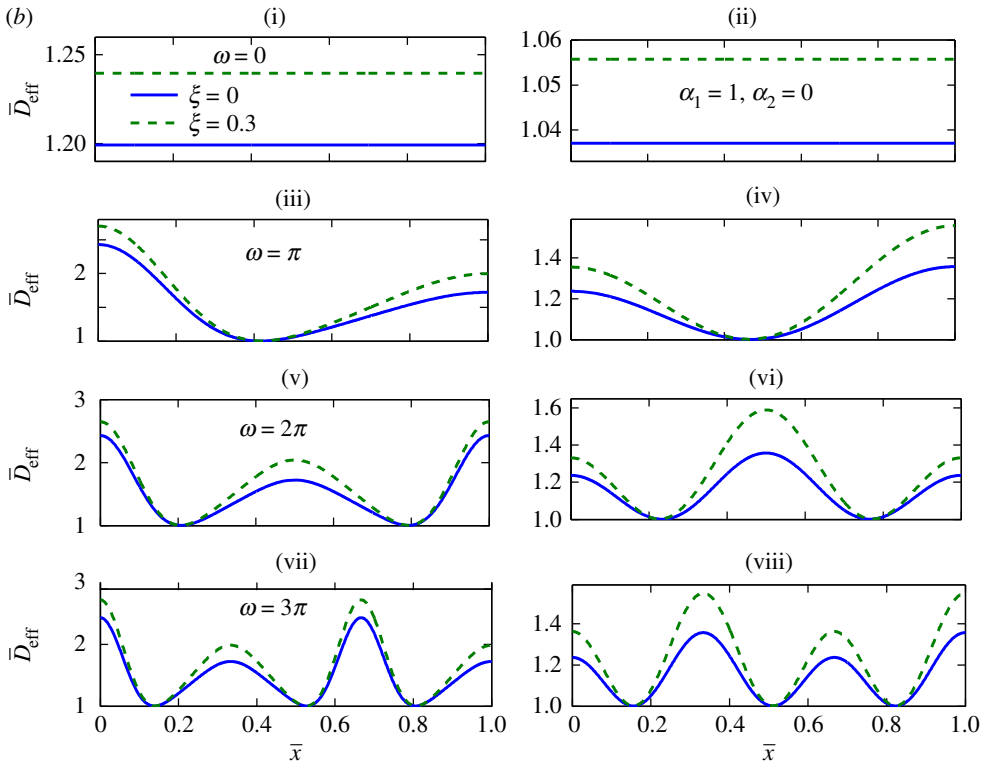 (b) (i) (ii)
1.25
1.20
D̄eff
ω = 0
ξ = 0
ξ = 0.3
1.06
1.05
1.04
D̄eff
α1 = 1, α2 = 0
(iii) (iv)
2
1
D̄eff
ω = π
1.4
1.2
1.0
D̄eff
(v) (vi)
3
2
1
D̄eff
ω = 2π
1.6
1.4
1.2
1.0
(vii) (viii)
3
2
1
D̄eff
ω = 3π
1.4
1.2
1.0
0 0.2 0.4 0.6 0.8 1.0 0 0.2 0.4 0.6 0.8 1.0
x̄ x̄